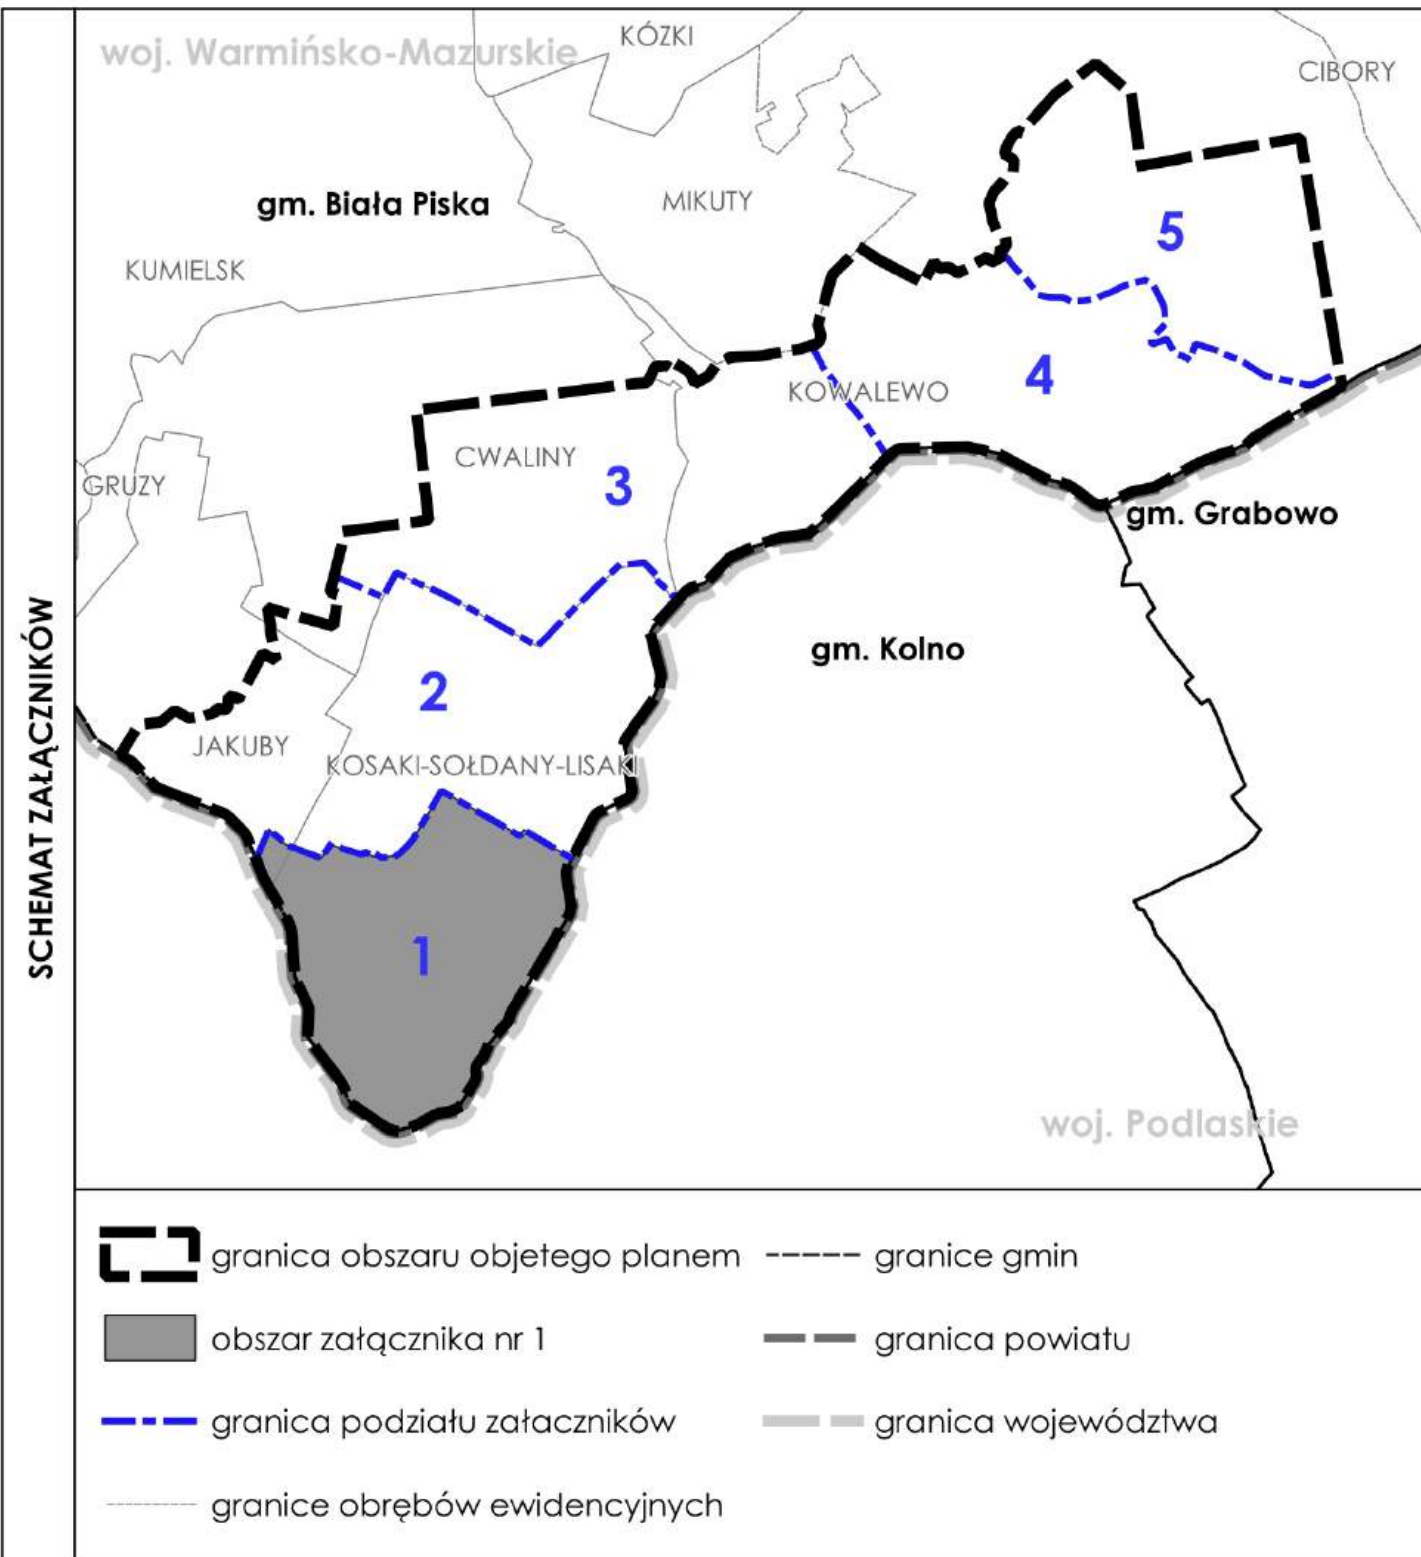 SCHEMAT ZAŁĄCZNIKÓW
woj. Warmińsko-Mazurskie
KÓZKI
CIBORY
gm. Biała Piska
MIKUTY
5
KUMIELSK
4
KOWALEWO
CWALINY
3
GRUZY
gm. Grabowo
gm. Kolno
2
JAKUBY
KOSAKI-SOŁDANY-LISAKI
1
woj. Podlaskie
granica obszaru objetego planem
granice gmin
obszar załącznika nr 1
granica powiatu
granica podziału załaczników
granica województwa
granice obrębów ewidencyjnych